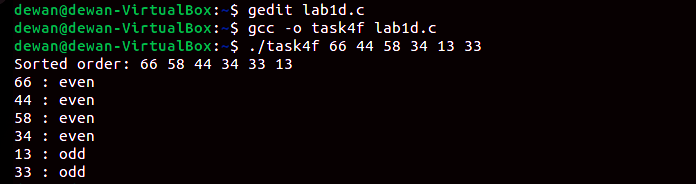 dewan@dewan-VirtualBox:~$ gedit lab1d.c
dewan@dewan-VirtualBox:~$ gcc -o task4f lab1d.c
dewan@dewan-VirtualBox:~$ ./task4f 66 44 58 34 13 33
Sorted order: 66 58 44 34 33 13
66 : even
44 : even
58 : even
34 : even
13 : odd
33 : odd